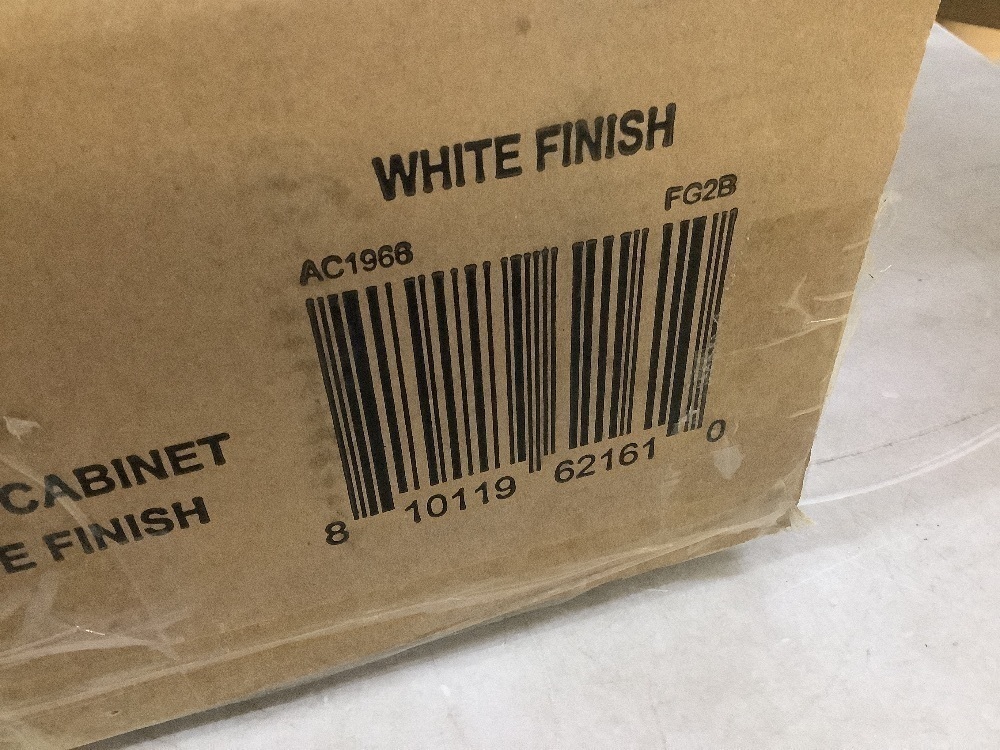 WHITE FINISH
FG2B
AC1966
8 10119 62161 0
CABINET
E FINISH